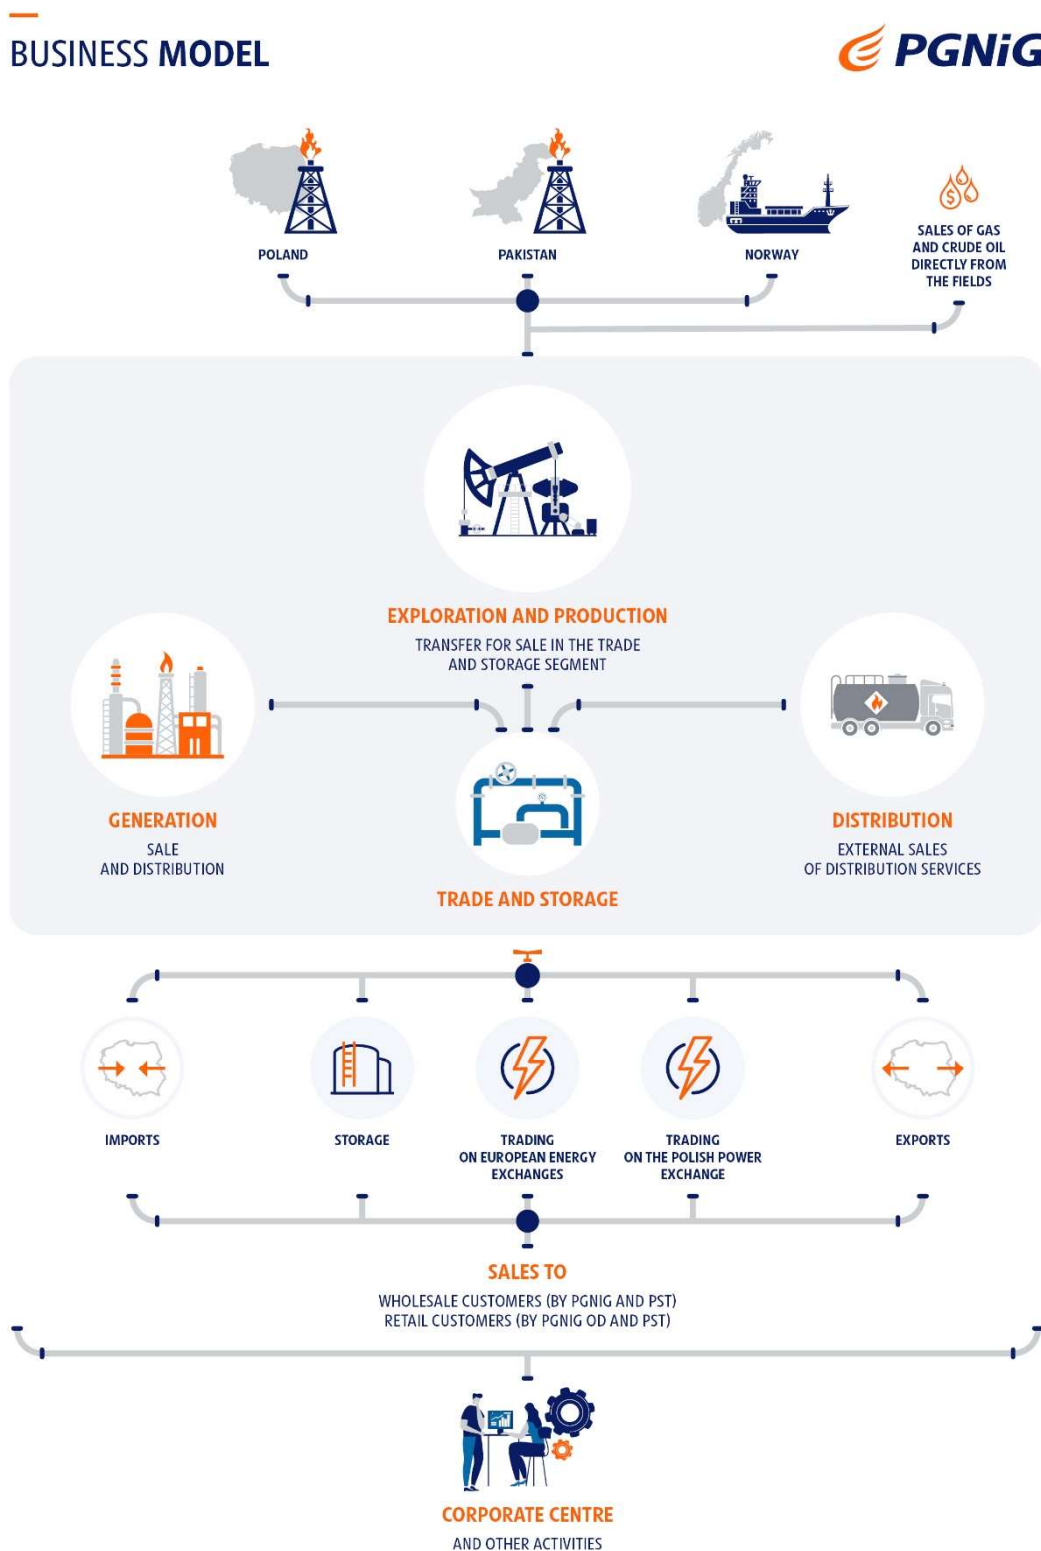 BUSINESS MODEL
PGNiG
POLAND
PAKISTAN
NORWAY
SALES OF GAS
AND CRUDE OIL
DIRECTLY FROM
THE FIELDS
EXPLORATION AND PRODUCTION
TRANSFER FOR SALE IN THE TRADE
AND STORAGE SEGMENT
GENERATION
SALE
AND DISTRIBUTION
DISTRIBUTION
EXTERNAL SALES
OF DISTRIBUTION SERVICES
TRADE AND STORAGE
IMPORTS
STORAGE
TRADING
ON EUROPEAN ENERGY
EXCHANGES
TRADING
ON THE POLISH POWER
EXCHANGE
EXPORTS
SALES TO
WHOLESALE CUSTOMERS (BY PGNIG AND PST)
RETAIL CUSTOMERS (BY PGNIG OD AND PST)
CORPORATE CENTRE
AND OTHER ACTIVITIES